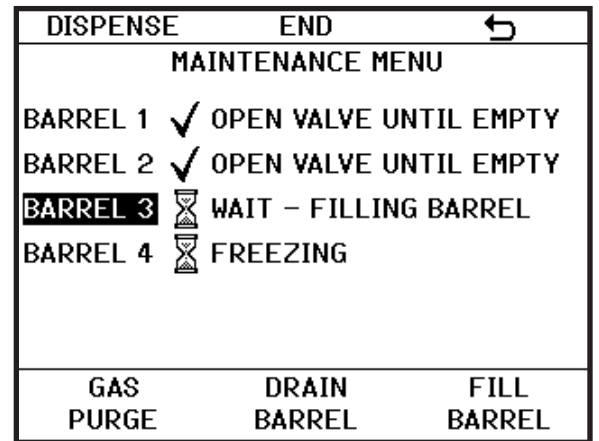 DISPENSE END
MAINTENANCE MENU
BARREL 1 OPEN VALVE UNTIL EMPTY
BARREL 2 OPEN VALVE UNTIL EMPTY
BARREL 3 WAIT – FILLING BARREL
BARREL 4 FREEZING
GAS DRAIN FILL
PURGE BARREL BARREL